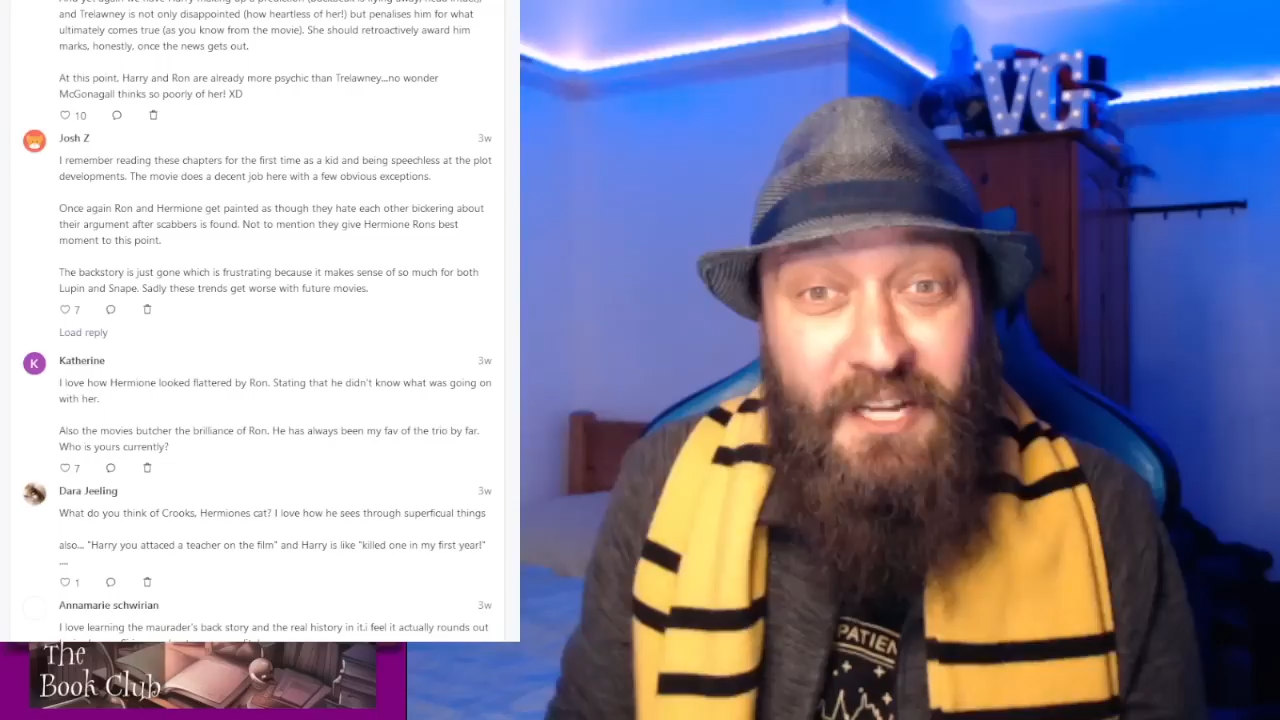 and Trelawney is not only disappointed (how heartless of her!) but penalises him for what
ultimately comes true (as you know from the movie). She should retroactively award him
marks, honestly, once the news gets out.
At this point, Harry and Ron are already more psychic than Trelawney...no wonder
McGonagall thinks so poorly of her! XD
10
Josh Z
3w
I remember reading these chapters for the first time as a kid and being speechless at the plot
developments. The movie does a decent job here with a few obvious exceptions.
Once again Ron and Hermione get painted as though they hate each other bickering about
their argument after scabbers is found. Not to mention they give Hermione Rons best
moment to this point.
The backstory is just gone which is frustrating because it makes sense of so much for both
Lupin and Snape. Sadly these trends get worse with future movies.
7
Load reply
K
Katherine
3w
I love how Hermione looked flattered by Ron. Stating that he didn't know what was going on
with her.
Also the movies butcher the brilliance of Ron. He has always been my fav of the trio by far.
Who is yours currently?
7
Dara Jeeling
3w
What do you think of Crooks, Hermiones cat? I love how he sees through superficual things
also... "Harry you attaced a teacher on the film" and Harry is like "killed one in my first year!"
....
1
Annamarie schwirian
3w
I love learning the maurader's back story and the real history in it.i feel it actually rounds out
The
Book Club
VG
PATIEN